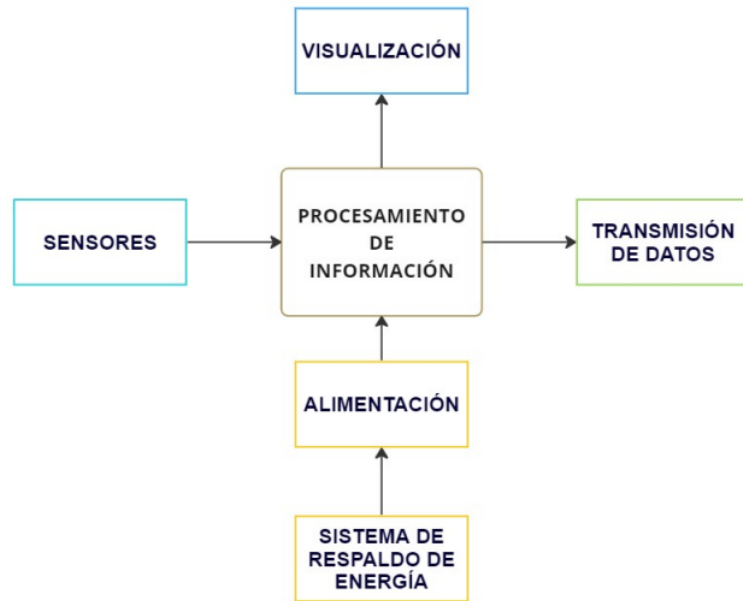 VISUALIZACIÓN
SENSORES
PROCESAMIENTO
DE
INFORMACIÓN
TRANSMISIÓN
DE DATOS
ALIMENTACIÓN
SISTEMA DE
RESPALDO DE
ENERGÍA